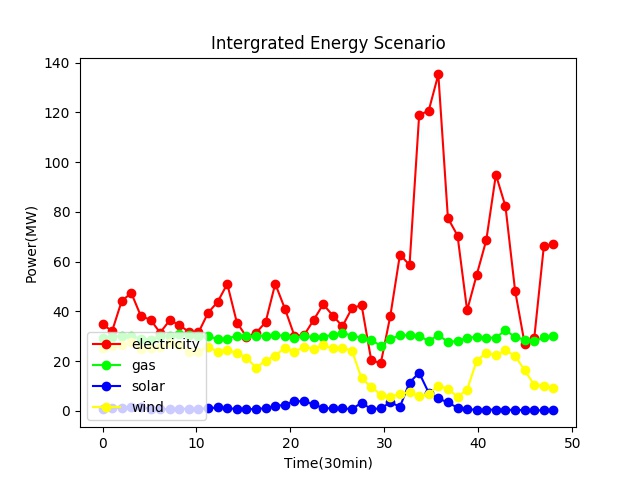 Intergrated Energy Scenario
Power(MW)
140
120
100
80
60
40
20
0
electricity
gas
solar
wind
0 10 20 30 40 50
Time(30min)